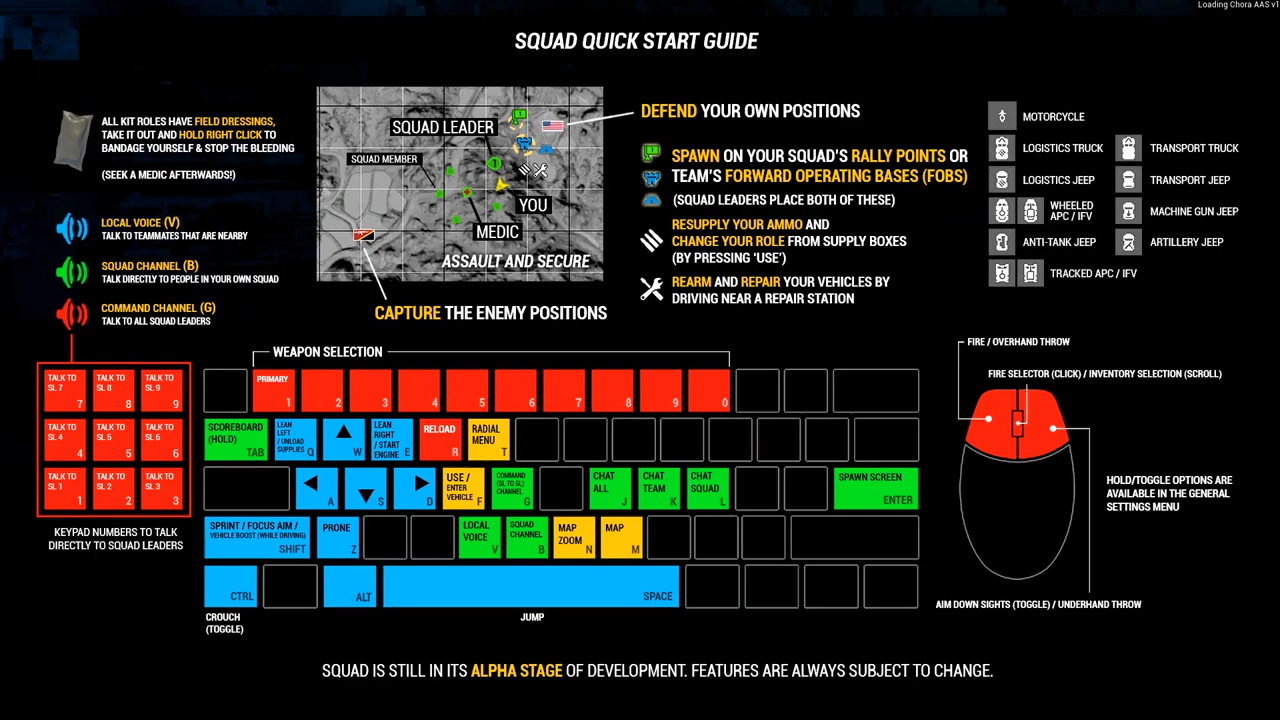 Loading Chora AAS v1
SQUAD QUICK START GUIDE
ALL KIT ROLES HAVE FIELD DRESSINGS,
TAKE IT OUT AND HOLD RIGHT CLICK TO
BANDAGE YOURSELF & STOP THE BLEEDING
(SEEK A MEDIC AFTERWARDS!)
LOCAL VOICE (V)
TALK TO TEAMMATES THAT ARE NEARBY
SQUAD CHANNEL (B)
TALK DIRECTLY TO PEOPLE IN YOUR OWN SQUAD
COMMAND CHANNEL (G)
TALK TO ALL SQUAD LEADERS
SQUAD LEADER
1
1
SQUAD MEMBER
YOU
MEDIC
ASSAULT AND SECURE
CAPTURE THE ENEMY POSITIONS
DEFEND YOUR OWN POSITIONS
1
SPAWN ON YOUR SQUAD'S RALLY POINTS OR
TEAM'S FORWARD OPERATING BASES (FOBS)
(SQUAD LEADERS PLACE BOTH OF THESE)
RESUPPLY YOUR AMMO AND
CHANGE YOUR ROLE FROM SUPPLY BOXES
(BY PRESSING 'USE')
REARM AND REPAIR YOUR VEHICLES BY
DRIVING NEAR A REPAIR STATION
MOTORCYCLE
LOGISTICS TRUCK
TRANSPORT TRUCK
LOGISTICS JEEP
TRANSPORT JEEP
WHEELED
APC / IFV
MACHINE GUN JEEP
ANTI-TANK JEEP
ARTILLERY JEEP
TRACKED APC / IFV
TALK TO
SL 7
7
TALK TO
SL 8
8
TALK TO
SL 9
9
TALK TO
SL 4
4
TALK TO
SL 5
5
TALK TO
SL 6
6
TALK TO
SL 1
1
TALK TO
SL 2
2
TALK TO
SL 3
3
KEYPAD NUMBERS TO TALK
DIRECTLY TO SQUAD LEADERS
WEAPON SELECTION
PRIMARY
1
2
3
4
5
6
7
8
9
0
SCOREBOARD
(HOLD)
TAB
LEAN
LEFT
/ UNLOAD
SUPPLIES
Q
W
LEAN
RIGHT
/ START
ENGINE
E
RELOAD
R
RADIAL
MENU
T
A
S
D
USE /
ENTER
VEHICLE
F
COMMAND
(SL TO SL)
CHANNEL
G
CHAT
ALL
J
CHAT
TEAM
K
CHAT
SQUAD
L
SPAWN SCREEN
ENTER
SPRINT / FOCUS AIM /
VEHICLE BOOST (WHILE DRIVING)
SHIFT
PRONE
Z
LOCAL
VOICE
V
SQUAD
CHANNEL
B
MAP
ZOOM
N
MAP
M
CTRL
ALT
SPACE
CROUCH
(TOGGLE)
JUMP
FIRE / OVERHAND THROW
FIRE SELECTOR (CLICK) / INVENTORY SELECTION (SCROLL)
HOLD/TOGGLE OPTIONS ARE
AVAILABLE IN THE GENERAL
SETTINGS MENU
AIM DOWN SIGHTS (TOGGLE) / UNDERHAND THROW
SQUAD IS STILL IN ITS ALPHA STAGE OF DEVELOPMENT. FEATURES ARE ALWAYS SUBJECT TO CHANGE.